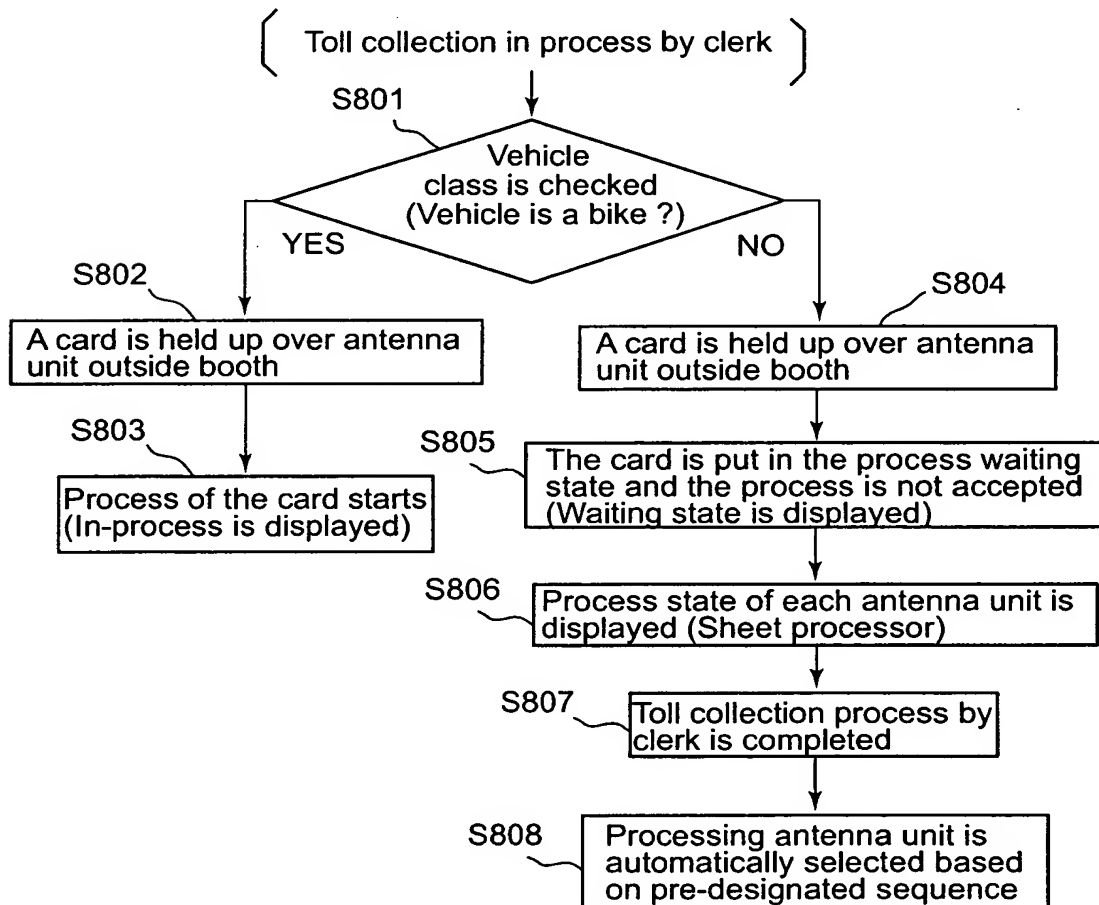 Toll collection in process by clerk
S801
Vehicle
class is checked
(Vehicle is a bike ?)
YES
NO
S802
A card is held up over antenna
unit outside booth
S803
Process of the card starts
(In-process is displayed)
S804
A card is held up over antenna
unit outside booth
S805
The card is put in the process waiting
state and the process is not accepted
(Waiting state is displayed)
S806
Process state of each antenna unit is
displayed (Sheet processor)
S807
Toll collection process by
clerk is completed
S808
Processing antenna unit is
automatically selected based
on pre-designated sequence